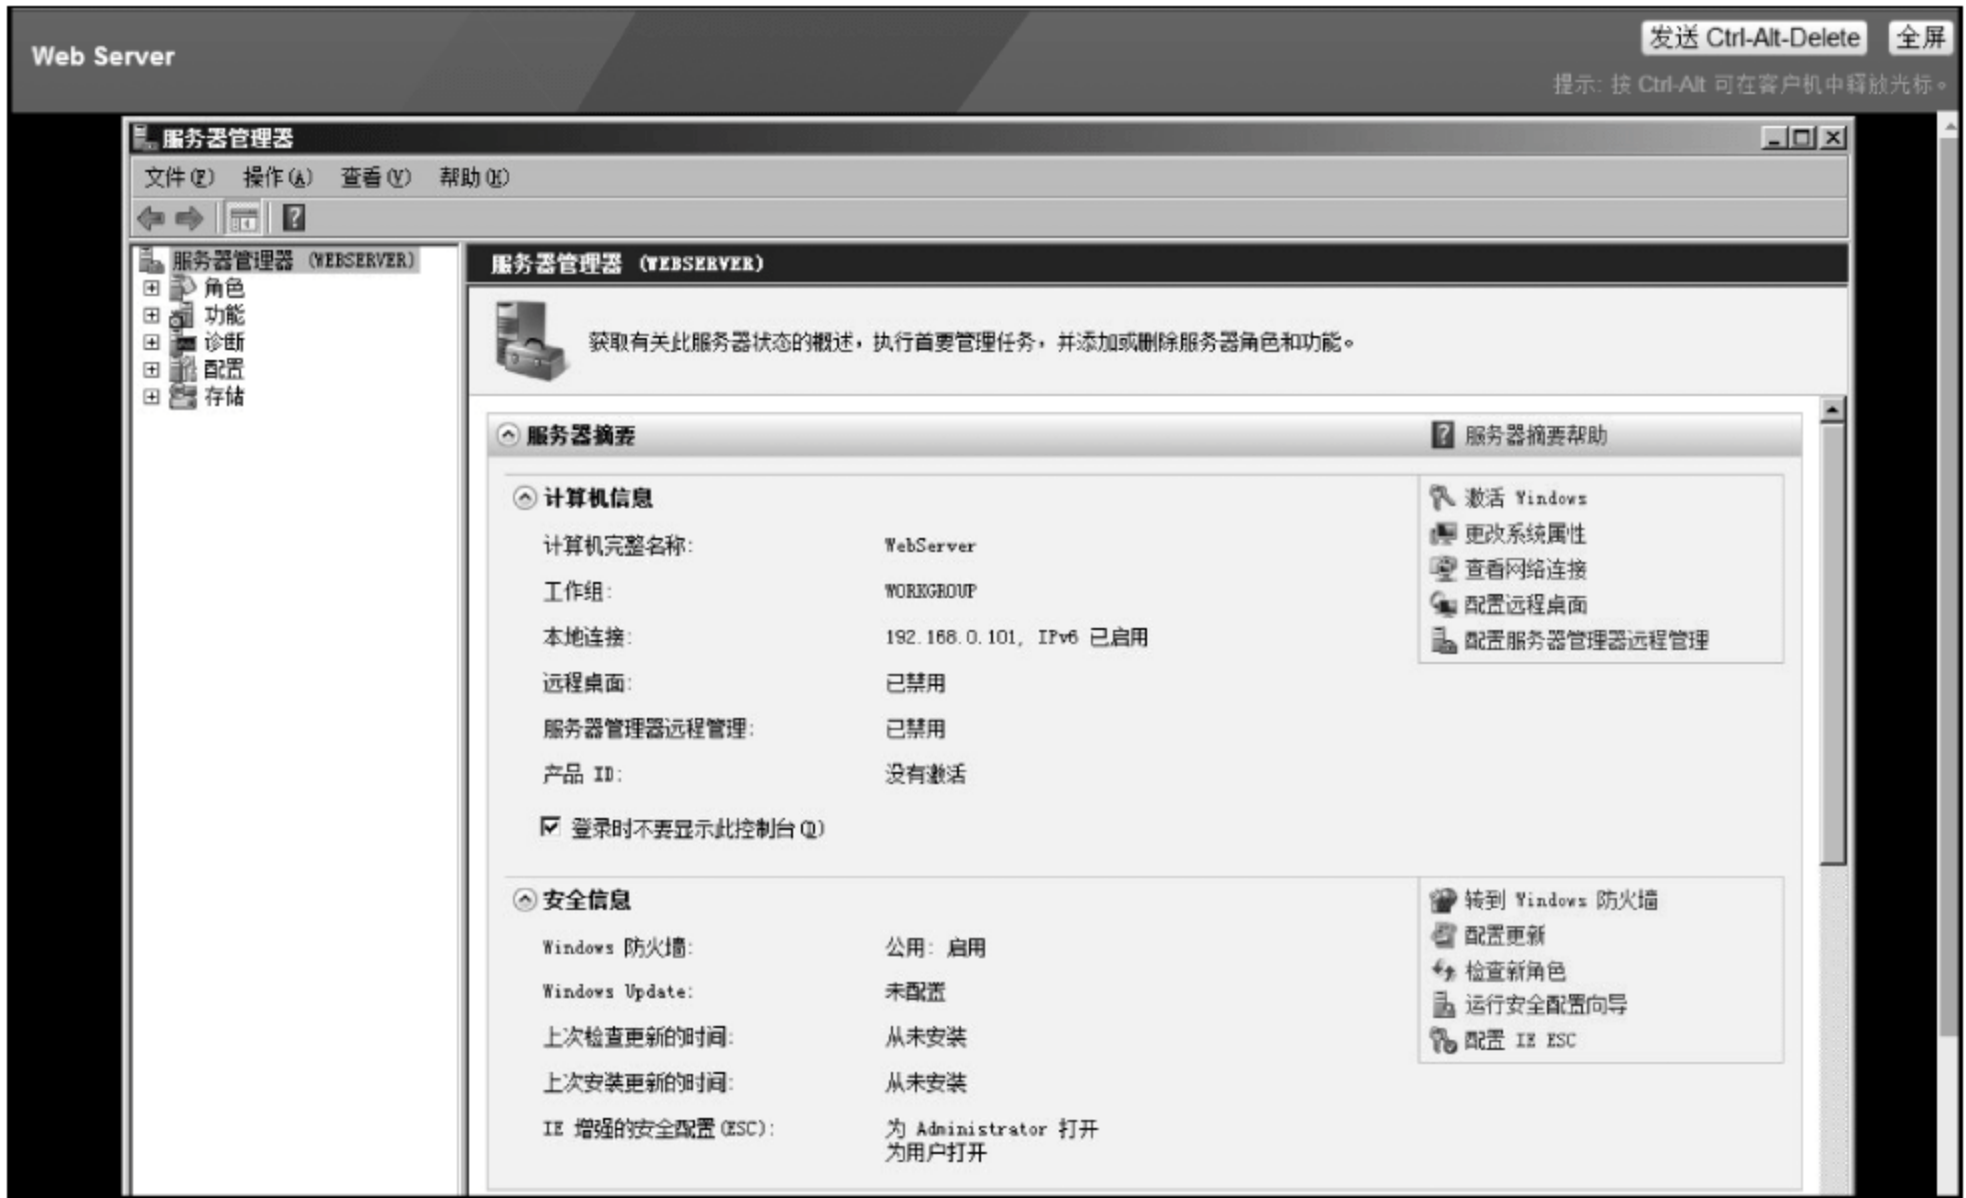 Web Server
发送 Ctrl-Alt-Delete 全屏
提示: 按 Ctrl-Alt 可在客户机中释放光标。
服务器管理器
文件(F) 操作(A) 查看(V) 帮助(H)
服务器管理器 (WEBSERVER)
角色
功能
诊断
配置
存储
服务器管理器 (WEBSERVER)
获取有关此服务器状态的概述，执行首要管理任务，并添加或删除服务器角色和功能。
服务器摘要
服务器摘要帮助
计算机信息
计算机完整名称: WebServer
工作组: WORKGROUP
本地连接: 192.168.0.101, IPv6 已启用
远程桌面: 已禁用
服务器管理器远程管理: 已禁用
产品 ID: 没有激活
登录时不要显示此控制台(D)
激活 Windows
更改系统属性
查看网络连接
配置远程桌面
配置服务器管理器远程管理
安全信息
Windows 防火墙: 公用: 启用
Windows Update: 未配置
上次检查更新的时间: 从未安装
上次安装更新的时间: 从未安装
IE 增强的安全配置(ESC): 为 Administrator 打开
为用户打开
转到 Windows 防火墙
配置更新
检查新角色
运行安全配置向导
配置 IE ESC